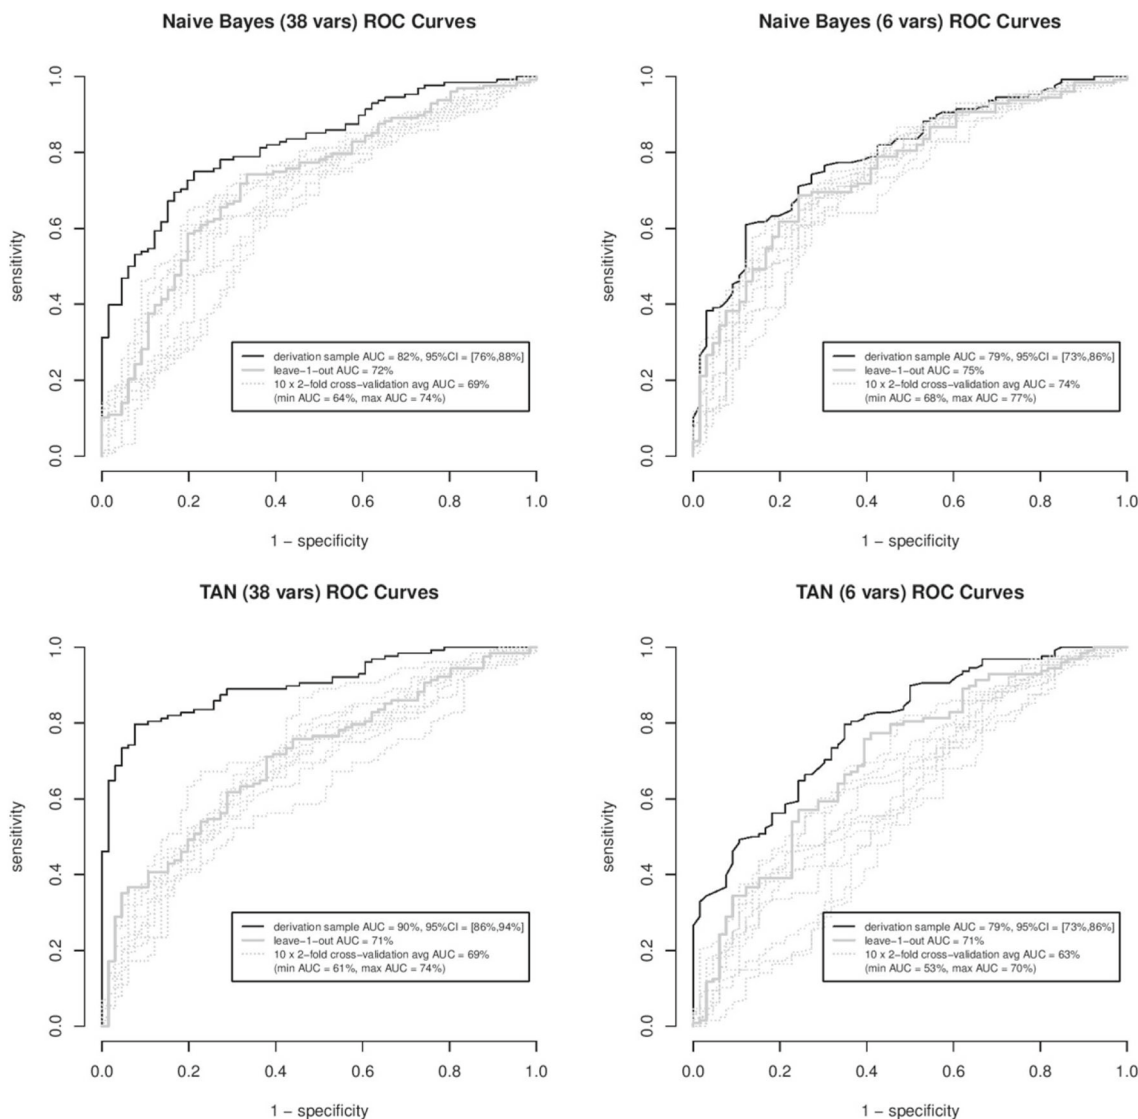 Naive Bayes (38 vars) ROC Curves
sensitivity
0.0 0.2 0.4 0.6 0.8 1.0
derivation sample AUC = 82%, 95%CI = [76%,88%]
leave−1−out AUC = 72%
10 x 2−fold cross−validation avg AUC = 69%
(min AUC = 64%, max AUC = 74%)
0.0 0.2 0.4 0.6 0.8 1.0
1 − specificity
Naive Bayes (6 vars) ROC Curves
sensitivity
0.0 0.2 0.4 0.6 0.8 1.0
derivation sample AUC = 79%, 95%CI = [73%,86%]
leave−1−out AUC = 75%
10 x 2−fold cross−validation avg AUC = 74%
(min AUC = 68%, max AUC = 77%)
0.0 0.2 0.4 0.6 0.8 1.0
1 − specificity
TAN (38 vars) ROC Curves
sensitivity
0.0 0.2 0.4 0.6 0.8 1.0
derivation sample AUC = 90%, 95%CI = [86%,94%]
leave−1−out AUC = 71%
10 x 2−fold cross−validation avg AUC = 69%
(min AUC = 61%, max AUC = 74%)
0.0 0.2 0.4 0.6 0.8 1.0
1 − specificity
TAN (6 vars) ROC Curves
sensitivity
0.0 0.2 0.4 0.6 0.8 1.0
derivation sample AUC = 79%, 95%CI = [73%,86%]
leave−1−out AUC = 71%
10 x 2−fold cross−validation avg AUC = 63%
(min AUC = 53%, max AUC = 70%)
0.0 0.2 0.4 0.6 0.8 1.0
1 − specificity